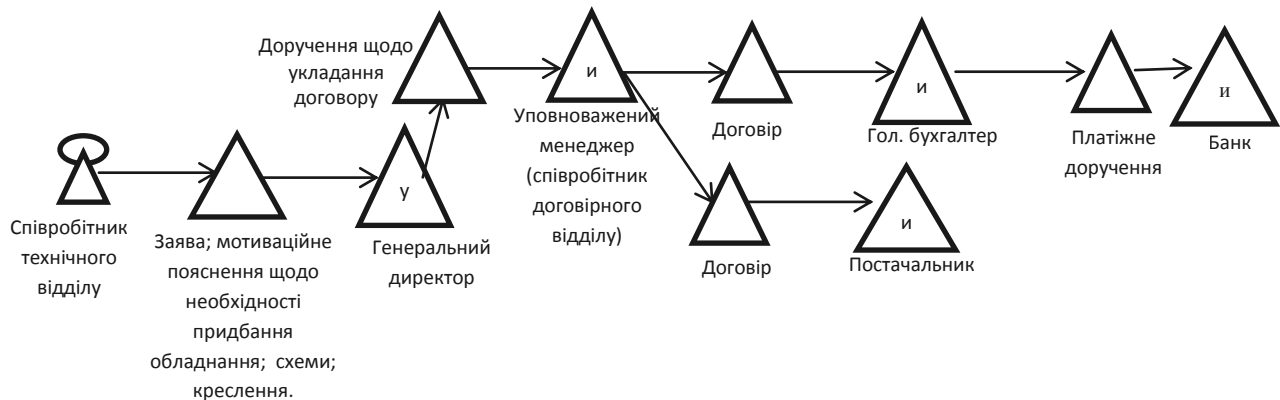 Доручення щодо
укладання
договору
и
Уповноважений
менеджер
(співробітник
договірного
відділу)
Договір
и
Гол. бухгалтер
Платіжне
доручення
и
Банк
Співробітник
технічного
відділу
Заява; мотиваційне
пояснення щодо
необхідності
придбання
обладнання; схеми;
креслення.
у
Генеральний
директор
Договір
и
Постачальник